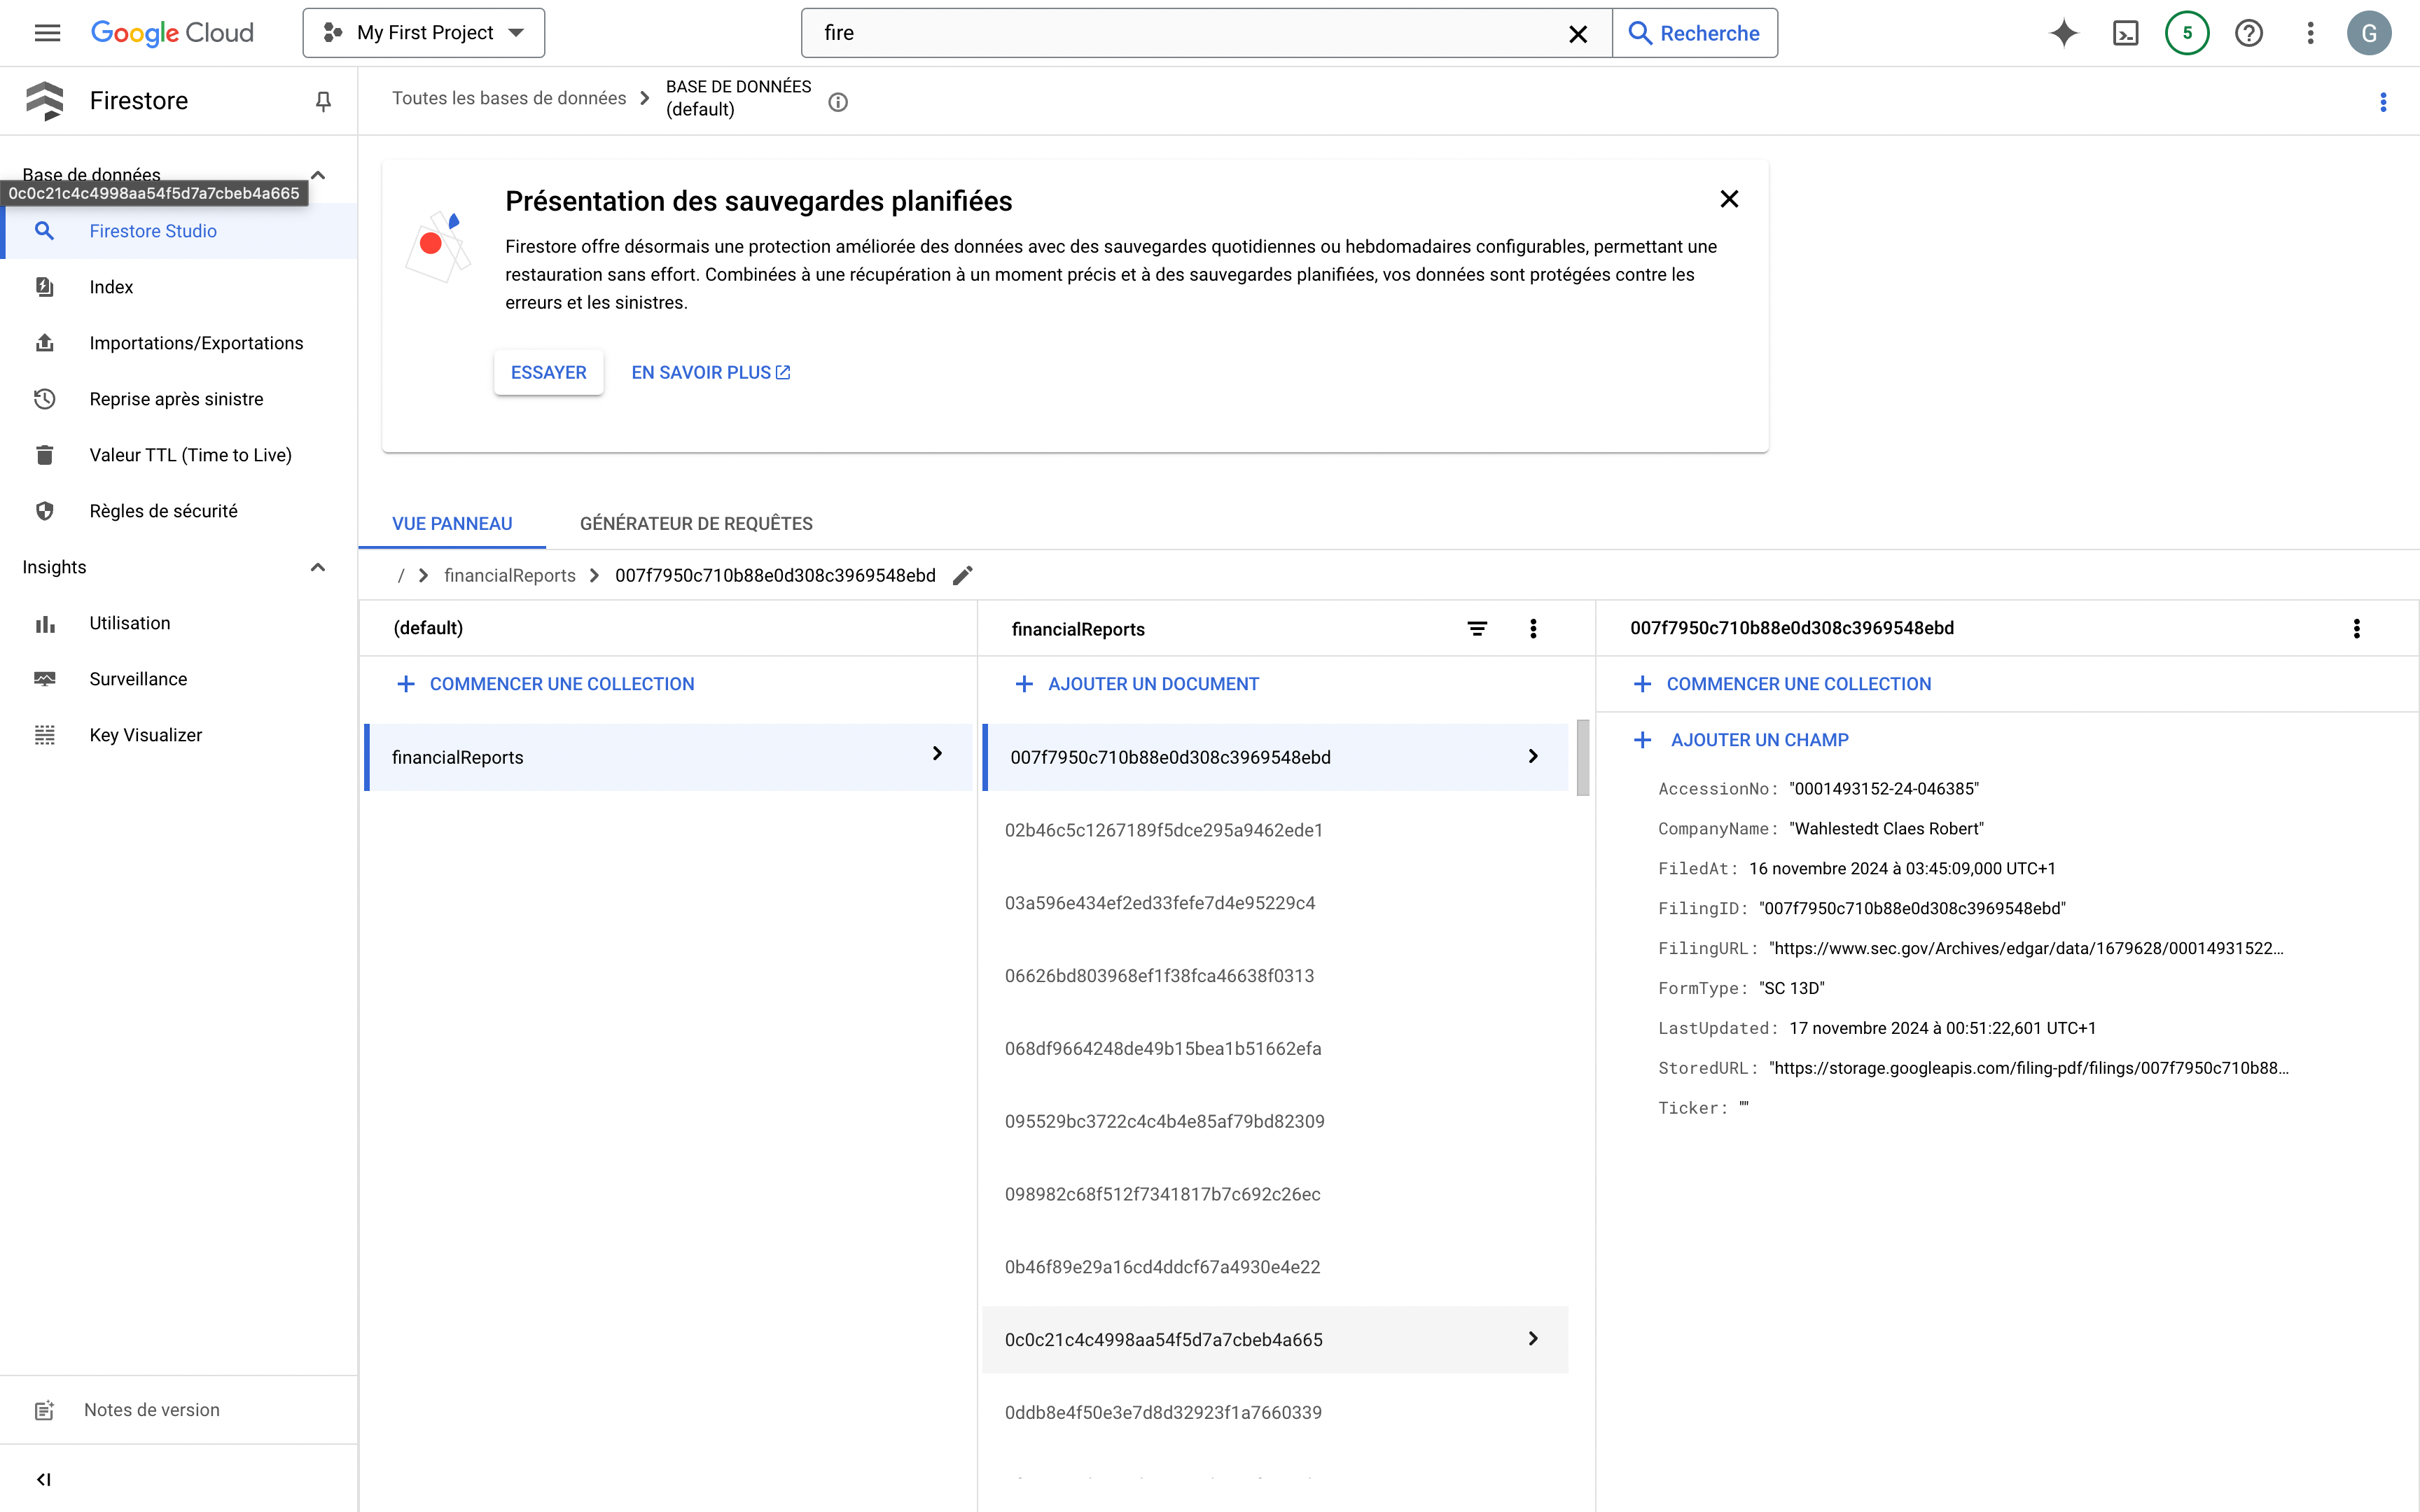 Google Cloud
My First Project
fire
Recherche
5
G
Firestore
Toutes les bases de données
BASE DE DONNÉES
(default)
Base de données
0c0c21c4c4998aa54f5d7a7cbeb4a665
Firestore Studio
Index
Importations/Exportations
Reprise après sinistre
Valeur TTL (Time to Live)
Règles de sécurité
Insights
Utilisation
Surveillance
Key Visualizer
Notes de version
Présentation des sauvegardes planifiées
Firestore offre désormais une protection améliorée des données avec des sauvegardes quotidiennes ou hebdomadaires configurables, permettant une
restauration sans effort. Combinées à une récupération à un moment précis et à des sauvegardes planifiées, vos données sont protégées contre les
erreurs et les sinistres.
ESSAYER
EN SAVOIR PLUS
VUE PANNEAU
GÉNÉRATEUR DE REQUÊTES
/ financialReports 007f7950c710b88e0d308c3969548ebd
(default)
COMMENCER UNE COLLECTION
financialReports
financialReports
AJOUTER UN DOCUMENT
007f7950c710b88e0d308c3969548ebd
02b46c5c1267189f5dce295a9462ede1
03a596e434ef2ed33fefe7d4e95229c4
06626bd803968ef1f38fca46638f0313
068df9664248de49b15bea1b51662efa
095529bc3722c4c4b4e85af79bd82309
098982c68f512f7341817b7c692c26ec
0b46f89e29a16cd4ddcf67a4930e4e22
0c0c21c4c4998aa54f5d7a7cbeb4a665
0ddb8e4f50e3e7d8d32923f1a7660339
007f7950c710b88e0d308c3969548ebd
COMMENCER UNE COLLECTION
AJOUTER UN CHAMP
AccessionNo: "0001493152-24-046385"
CompanyName: "Wahlestedt Claes Robert"
FiledAt: 16 novembre 2024 à 03:45:09,000 UTC+1
FilingID: "007f7950c710b88e0d308c3969548ebd"
FilingURL: "https://www.sec.gov/Archives/edgar/data/1679628/00014931522...
FormType: "SC 13D"
LastUpdated: 17 novembre 2024 à 00:51:22,601 UTC+1
StoredURL: "https://storage.googleapis.com/filing-pdf/filings/007f7950c710b88...
Ticker: ""